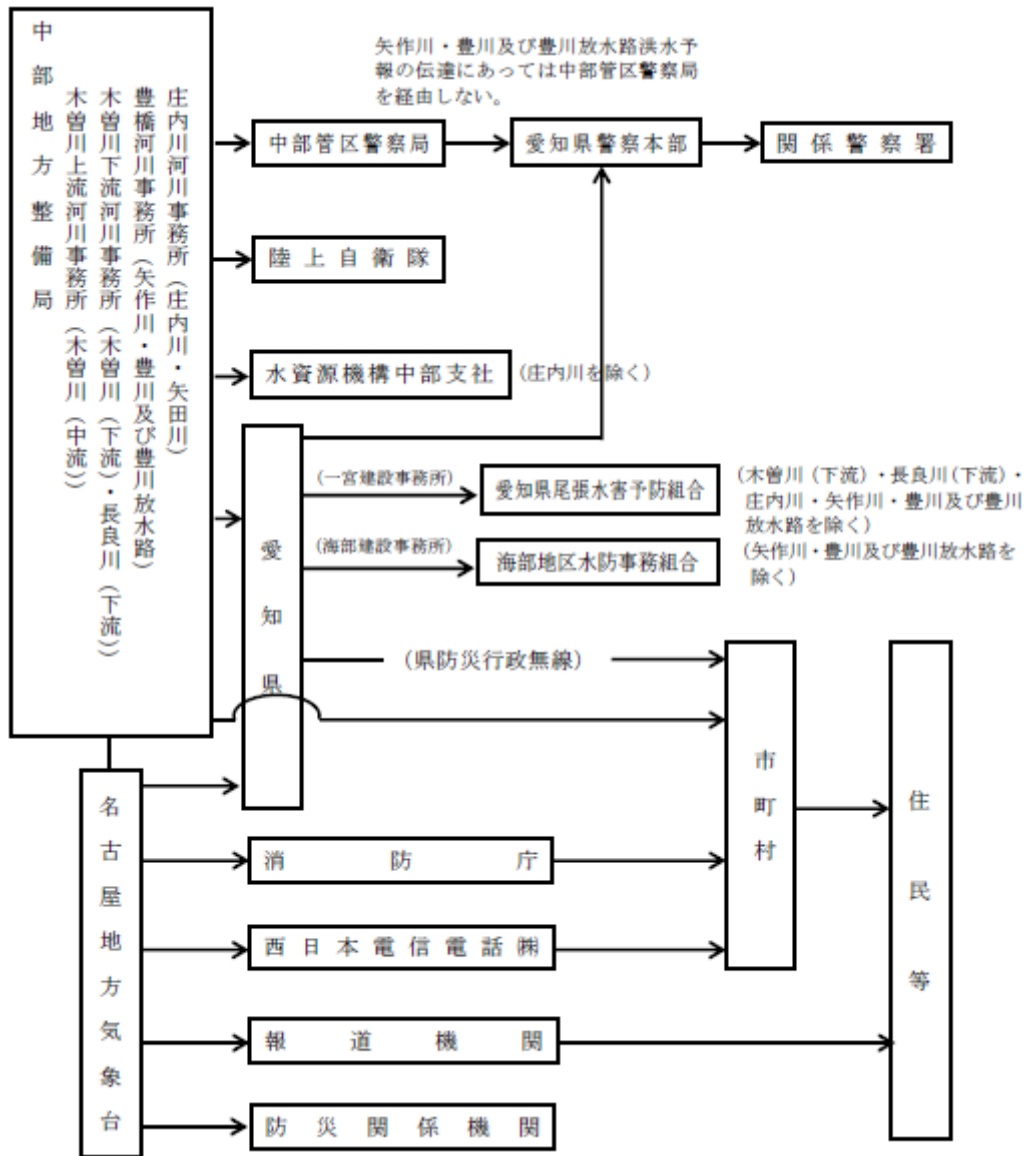 中部地方整備局
庄内川河川事務所（庄内川・矢田川）
豊橋河川事務所（矢作川・豊川及び豊川放水路）
木曽川下流河川事務所（木曽川（下流）・長良川（下流））
木曽川上流河川事務所（木曽川（中流））
矢作川・豊川及び豊川放水路洪水予
報の伝達にあっては中部管区警察局
を経由しない。
中部管区警察局
愛知県警察本部
関係警察署
陸上自衛隊
水資源機構中部支社
（庄内川を除く）
愛知県
（一宮建設事務所）
愛知県尾張水害予防組合
（木曽川（下流）・長良川（下流）・
庄内川・矢作川・豊川及び豊川
放水路を除く）
（海部建設事務所）
海部地区水防事務組合
（矢作川・豊川及び豊川放水路を
除く）
（県防災行政無線）
市町村
住民等
名古屋地方気象台
消防庁
西日本電信電話㈱
報道機関
防災関係機関